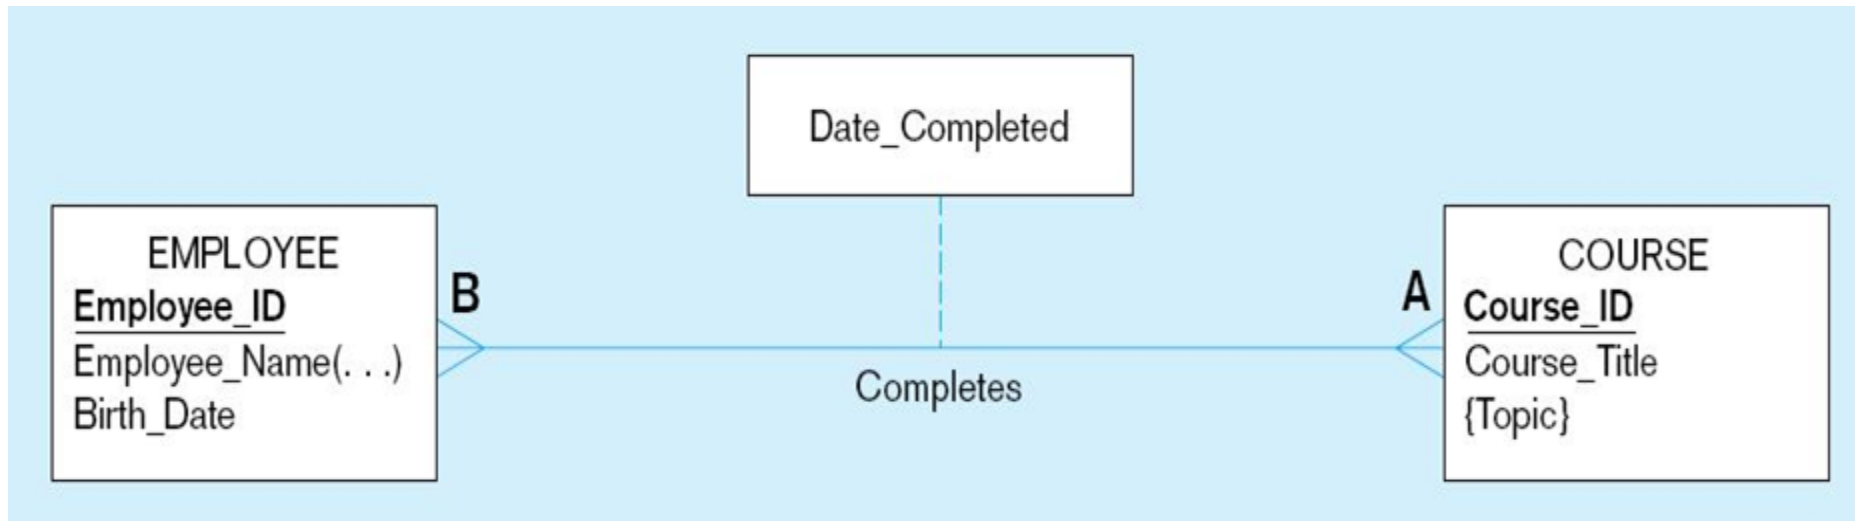 Date_Completed
EMPLOYEE
Employee_ID
Employee_Name(. . .)
Birth_Date
B
Completes
A
COURSE
Course_ID
Course_Title
{Topic}